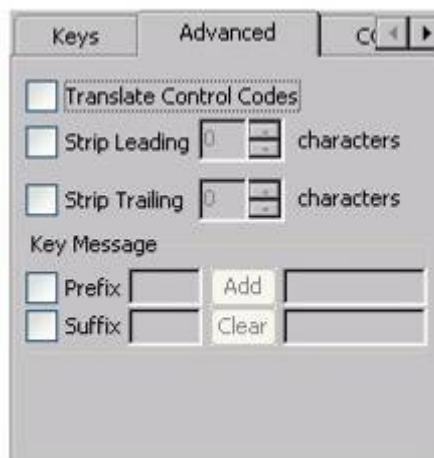 Keys Advanced
Translate Control Codes
Strip Leading 0 characters
Strip Trailing 0 characters
Key Message
Prefix Add
Suffix Clear